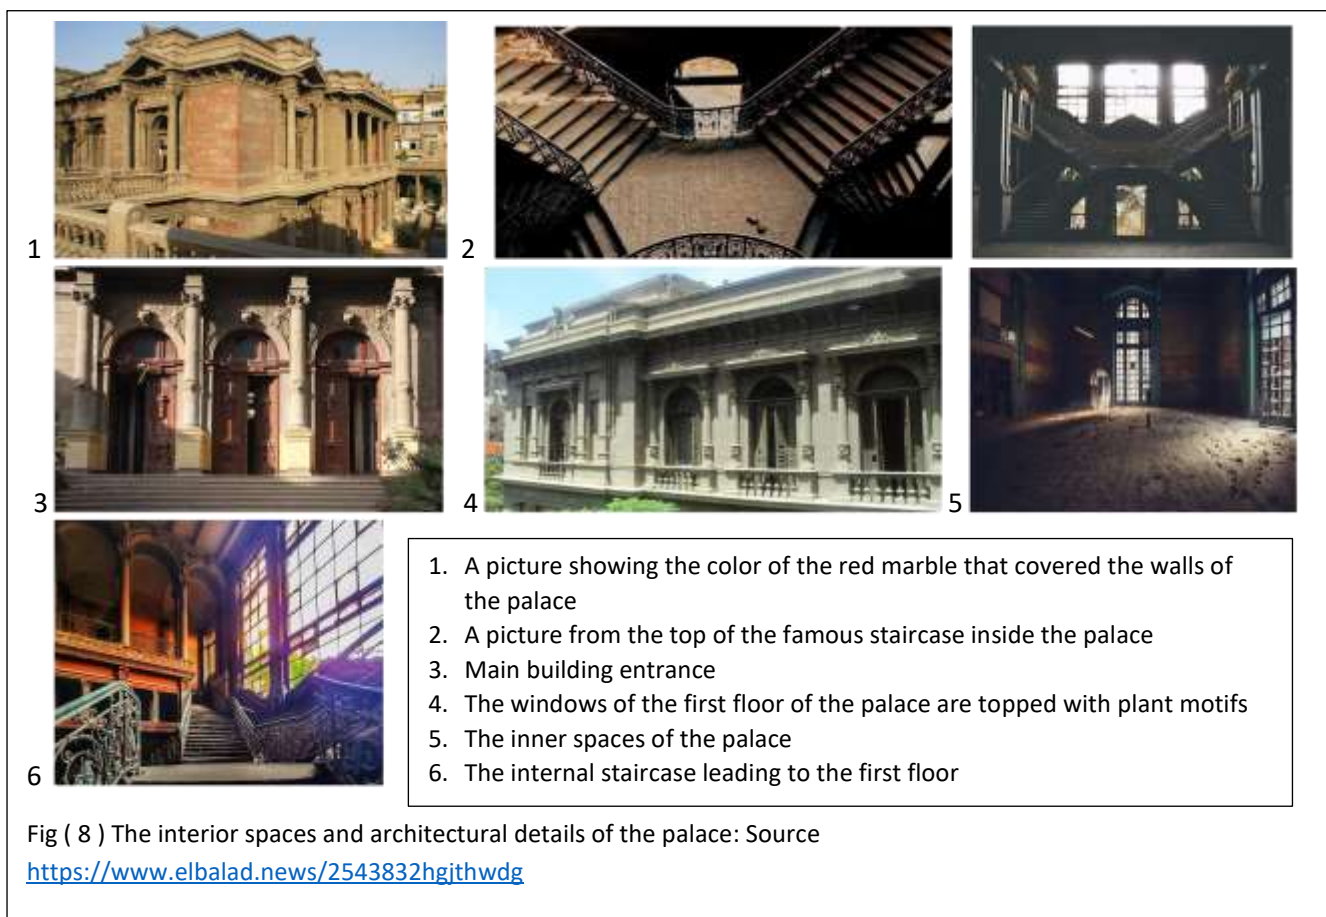 1
2
3
4
5
6
1. A picture showing the color of the red marble that covered the walls of
the palace
2. A picture from the top of the famous staircase inside the palace
3. Main building entrance
4. The windows of the first floor of the palace are topped with plant motifs
5. The inner spaces of the palace
6. The internal staircase leading to the first floor
Fig ( 8 ) The interior spaces and architectural details of the palace: Source
https://www.elbalad.news/2543832hgjthwdg